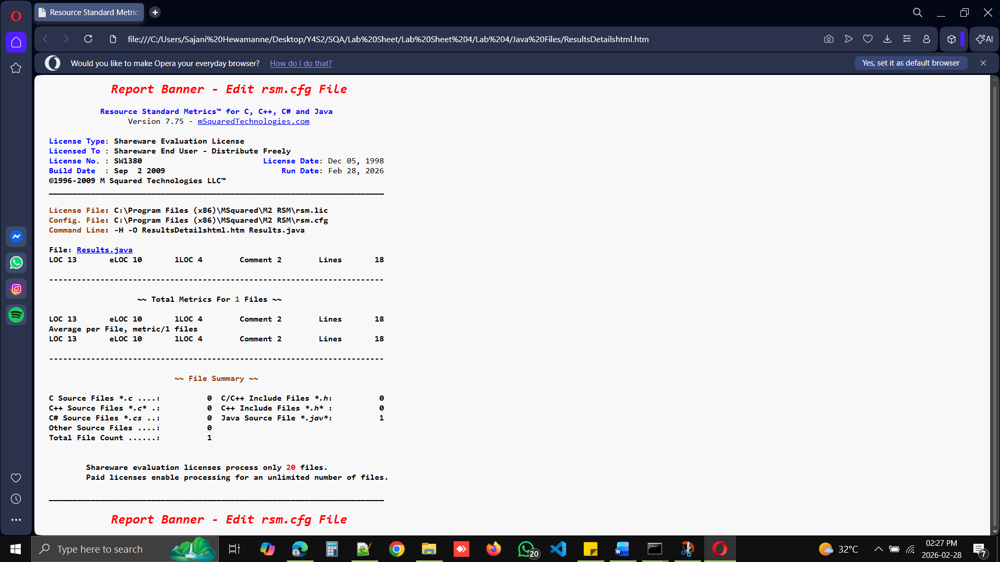 Resource Standard Metric
file:///C:/Users/Sajani%20Hewamanne/Desktop/Y4S2/SQA/Lab%20Sheet/Lab%20Sheet%204/Lab%204/Java%20Files/ResultsDetailshtml.htm
AI
Would you like to make Opera your everyday browser? How do I do that? Yes, set it as default browser
Report Banner - Edit rsm.cfg File
Resource Standard Metrics™ for C, C++, C# and Java
Version 7.75 - mSquaredTechnologies.com
License Type: Shareware Evaluation License
Licensed To : Shareware End User - Distribute Freely
License No. : SW1380 License Date: Dec 05, 1998
Build Date : Sep 2 2009 Run Date: Feb 28, 2026
©1996-2009 M Squared Technologies LLC™
License File: C:\Program Files (x86)\MSquared\M2 RSM\rsm.lic
Config. File: C:\Program Files (x86)\MSquared\M2 RSM\rsm.cfg
Command Line: -H -O ResultsDetailshtml.htm Results.java
File: Results.java
LOC 13 eLOC 10 lLOC 4 Comment 2 Lines 18
------------------------------------------------------------------------
~~ Total Metrics For 1 Files ~~
LOC 13 eLOC 10 lLOC 4 Comment 2 Lines 18
Average per File, metric/1 files
LOC 13 eLOC 10 lLOC 4 Comment 2 Lines 18
------------------------------------------------------------------------
~~ File Summary ~~
C Source Files *.c ....: 0 C/C++ Include Files *.h: 0
C++ Source Files *.c* .: 0 C++ Include Files *.h* : 0
C# Source Files *.cs ..: 0 Java Source File *.jav*: 1
Other Source Files ....: 0
Total File Count ......: 1
Shareware evaluation licenses process only 20 files.
Paid licenses enable processing for an unlimited number of files.
Report Banner - Edit rsm.cfg File
Type here to search
20
32°C
02:27 PM
2026-02-28
7